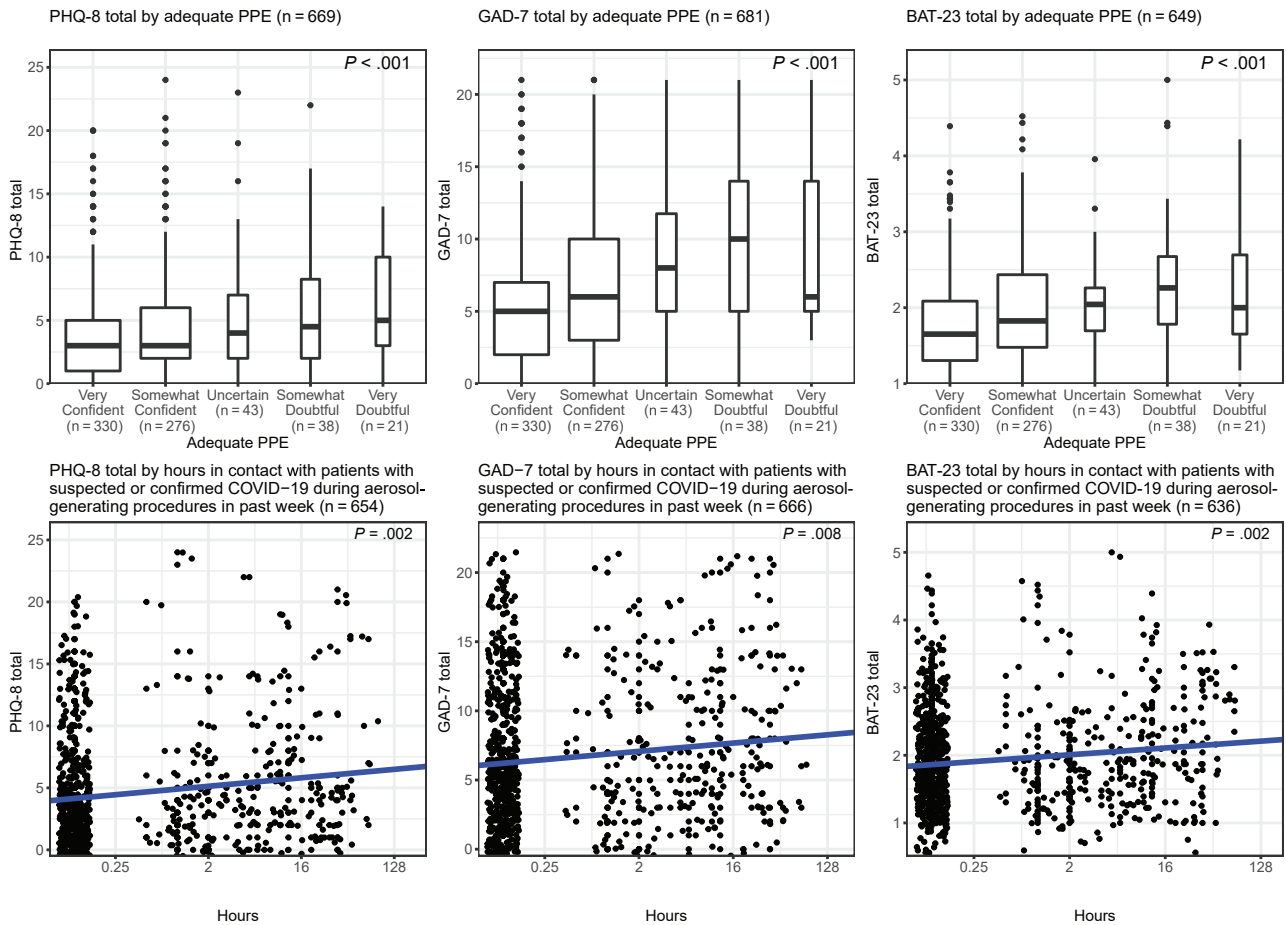 PHQ-8 total by adequate PPE (n = 669)
P < .001
25
20
15
10
5
0
PHQ-8 total
Very Confident (n = 330)
Somewhat Confident (n = 276)
Uncertain (n = 43)
Somewhat Doubtful (n = 38)
Very Doubtful (n = 21)
Adequate PPE
GAD-7 total by adequate PPE (n = 681)
P < .001
20
15
10
5
0
GAD-7 total
Very Confident (n = 330)
Somewhat Confident (n = 276)
Uncertain (n = 43)
Somewhat Doubtful (n = 38)
Very Doubtful (n = 21)
Adequate PPE
BAT-23 total by adequate PPE (n = 649)
P < .001
5
4
3
2
1
BAT-23 total
Very Confident (n = 330)
Somewhat Confident (n = 276)
Uncertain (n = 43)
Somewhat Doubtful (n = 38)
Very Doubtful (n = 21)
Adequate PPE
PHQ-8 total by hours in contact with patients with
suspected or confirmed COVID−19 during aerosol-
generating procedures in past week (n = 654)
P = .002
25
20
15
10
5
0
PHQ-8 total
0.25 2 16 128
Hours
GAD−7 total by hours in contact with patients with
suspected or confirmed COVID−19 during aerosol-
generating procedures in past week (n = 666)
P = .008
20
15
10
5
0
GAD-7 total
0.25 2 16 128
Hours
BAT-23 total by hours in contact with patients with
suspected or confirmed COVID-19 during aerosol-
generating procedures in past week (n = 636)
P = .002
5
4
3
2
1
BAT-23 total
0.25 2 16 128
Hours